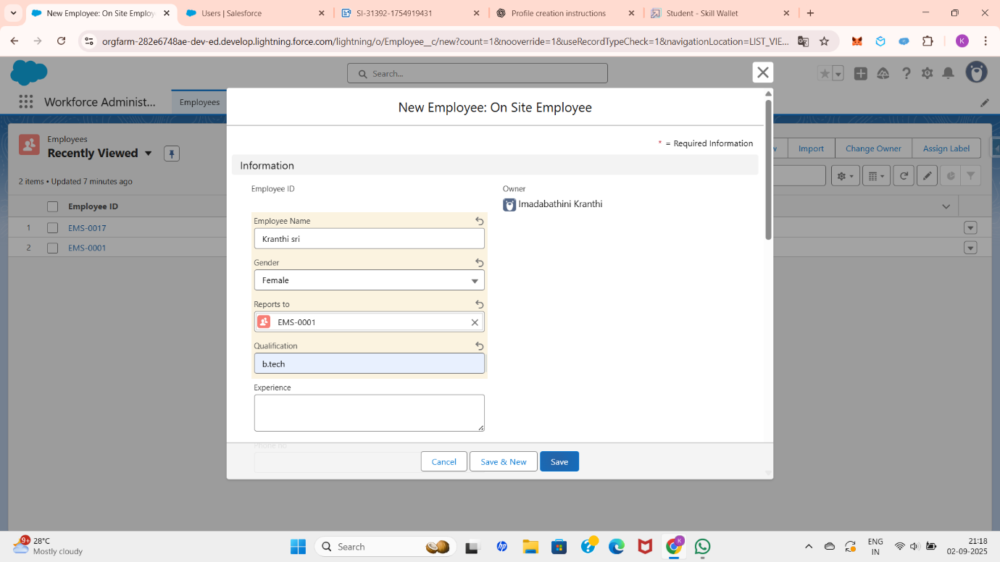 New Employee: On Site Employ
Users | Salesforce
SI-31392-1754919431
Profile creation instructions
Student - Skill Wallet
orgfarm-282e6748ae-dev-ed.develop.lightning.force.com/lightning/o/Employee__c/new?count=1&nooverride=1&useRecordTypeCheck=1&navigationLocation=LIST_VIE...
K
Search...
Workforce Administ...
Employees
New Employee: On Site Employee
* = Required Information
Employees
Recently Viewed
Import
Change Owner
Assign Label
2 items • Updated 7 minutes ago
Employee ID
1 EMS-0017
2 EMS-0001
Information
Employee ID
Owner
Imadabathini Kranthi
Employee Name
Kranthi sri
Gender
Female
Reports to
EMS-0001
Qualification
b.tech
Experience
Phone no
Cancel
Save & New
Save
9+
28°C
Mostly cloudy
Search
ENG
IN
21:18
02-09-2025